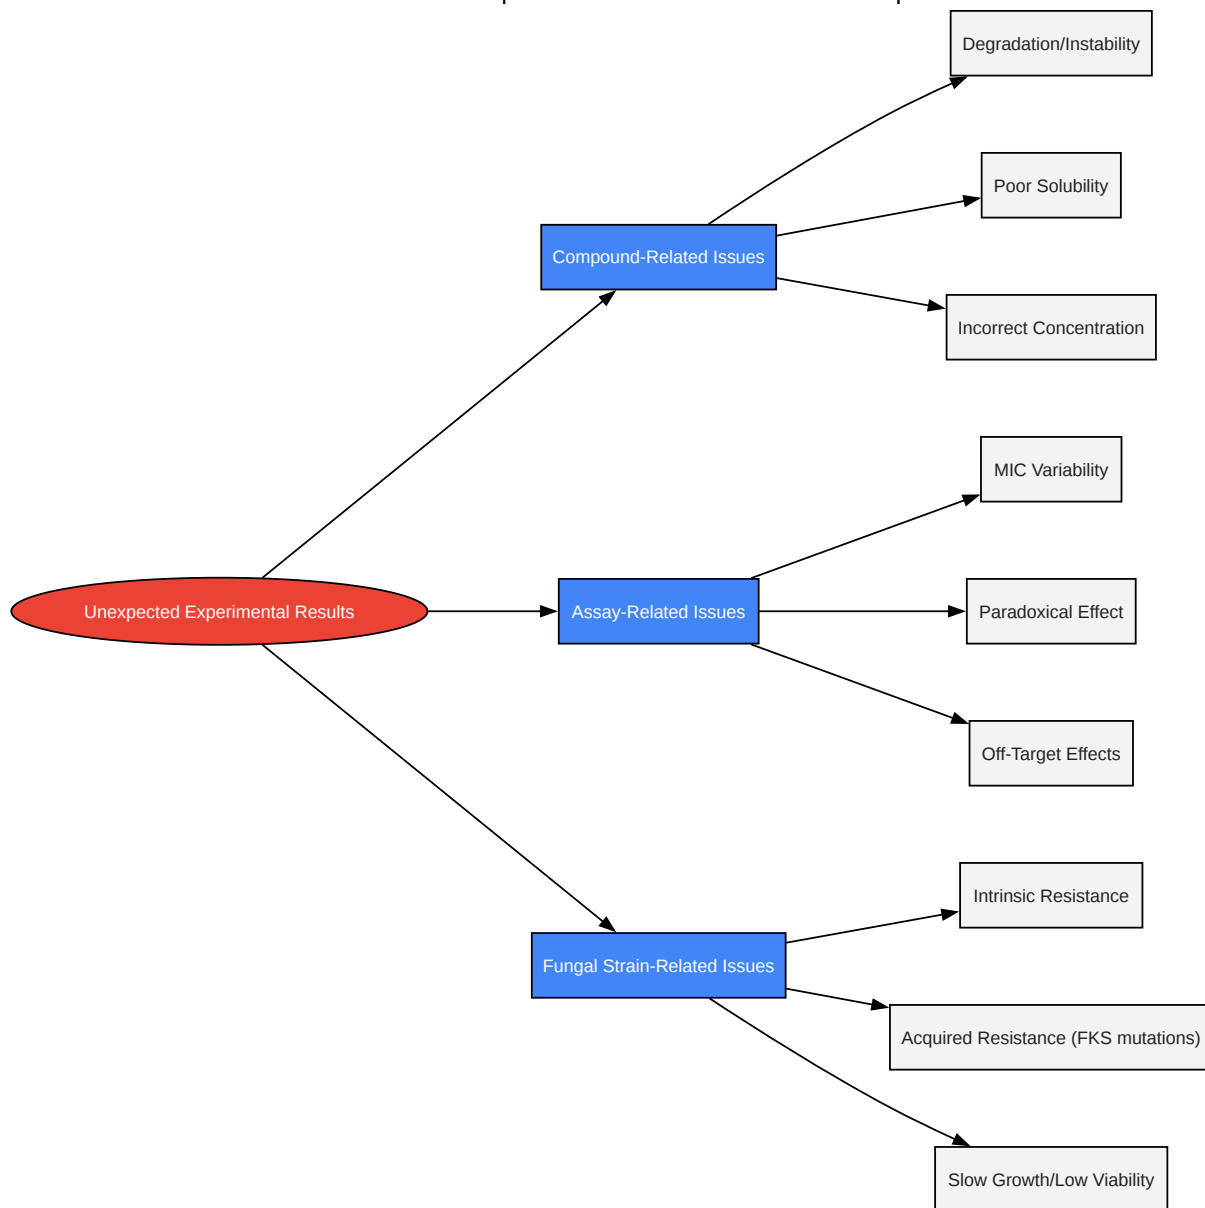 Degradation/Instability
Poor Solubility
Compound-Related Issues
Incorrect Concentration
MIC Variability
Unexpected Experimental Results
Assay-Related Issues
Paradoxical Effect
Off-Target Effects
Intrinsic Resistance
Fungal Strain-Related Issues
Acquired Resistance (FKS mutations)
Slow Growth/Low Viability